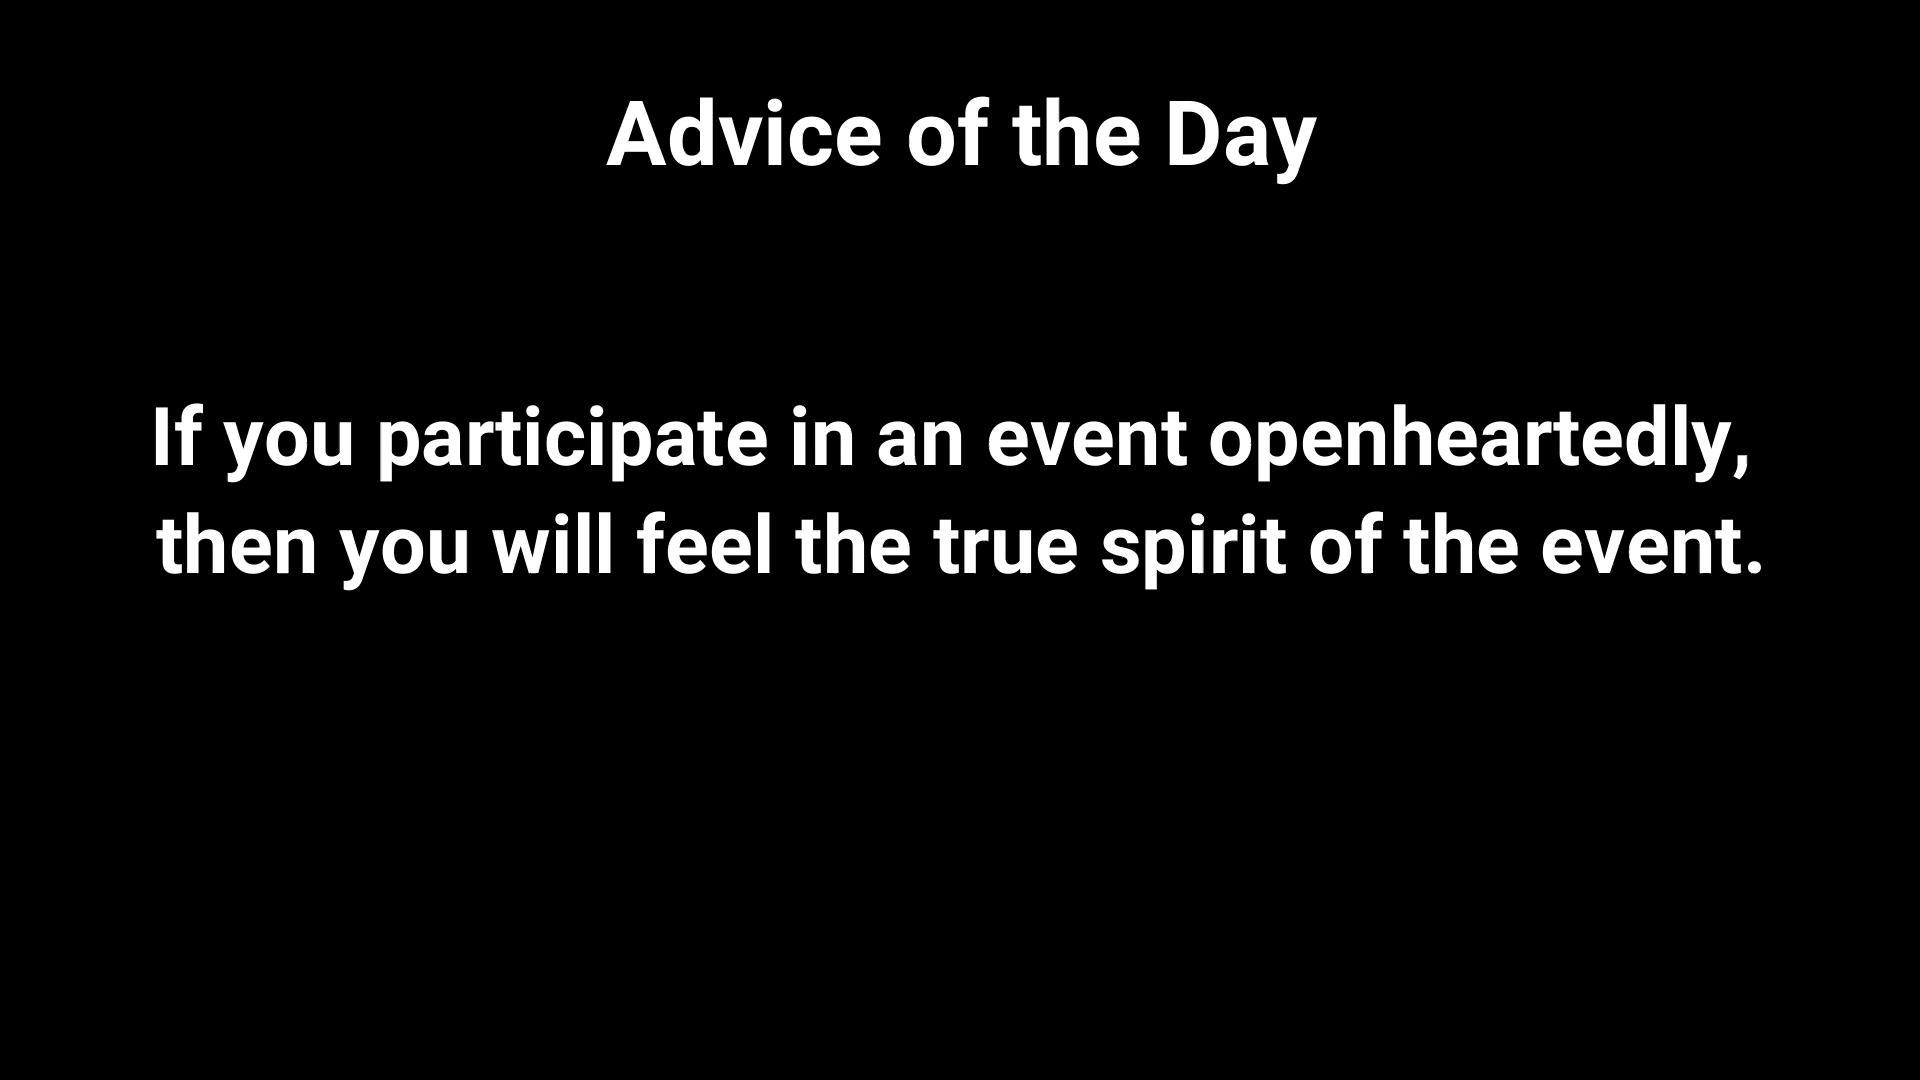 Advice of the Day
If you participate in an event openheartedly,
then you will feel the true spirit of the event.